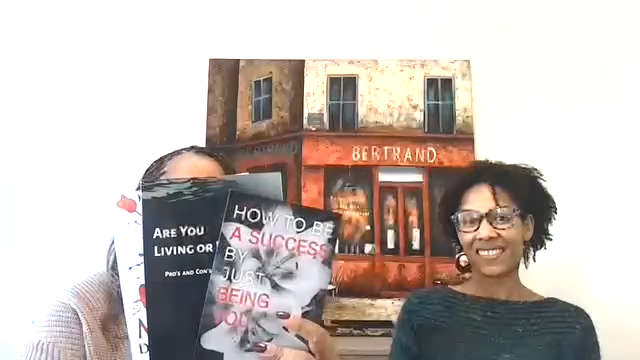 BERTRAND
ARE YOU
LIVING OR
PRO'S AND CON'S
HOW TO BE
A SUCCESS
BY
JUST
BEING
YOU